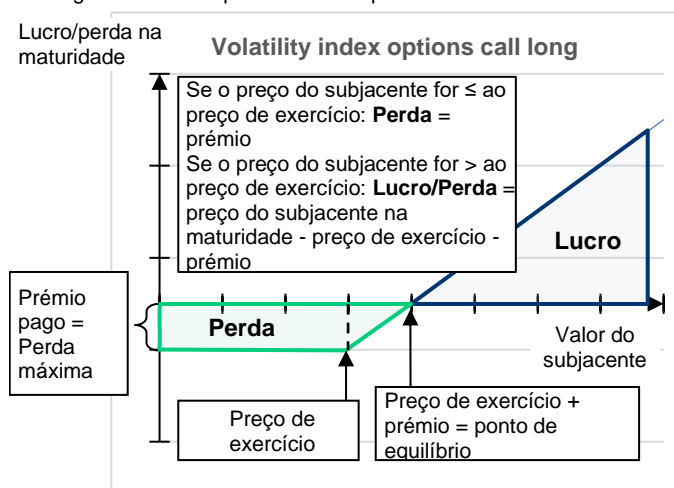 Lucro/perda na
maturidade
Volatility index options call long
Se o preço do subjacente for ≤ ao
preço de exercício: Perda =
prémio
Se o preço do subjacente for > ao
preço de exercício: Lucro/Perda =
preço do subjacente na
maturidade - preço de exercício -
prémio
Lucro
Prémio
pago =
Perda
máxima
Perda
Valor do
subjacente
Preço de
exercício
Preço de exercício +
prémio = ponto de
equilíbrio